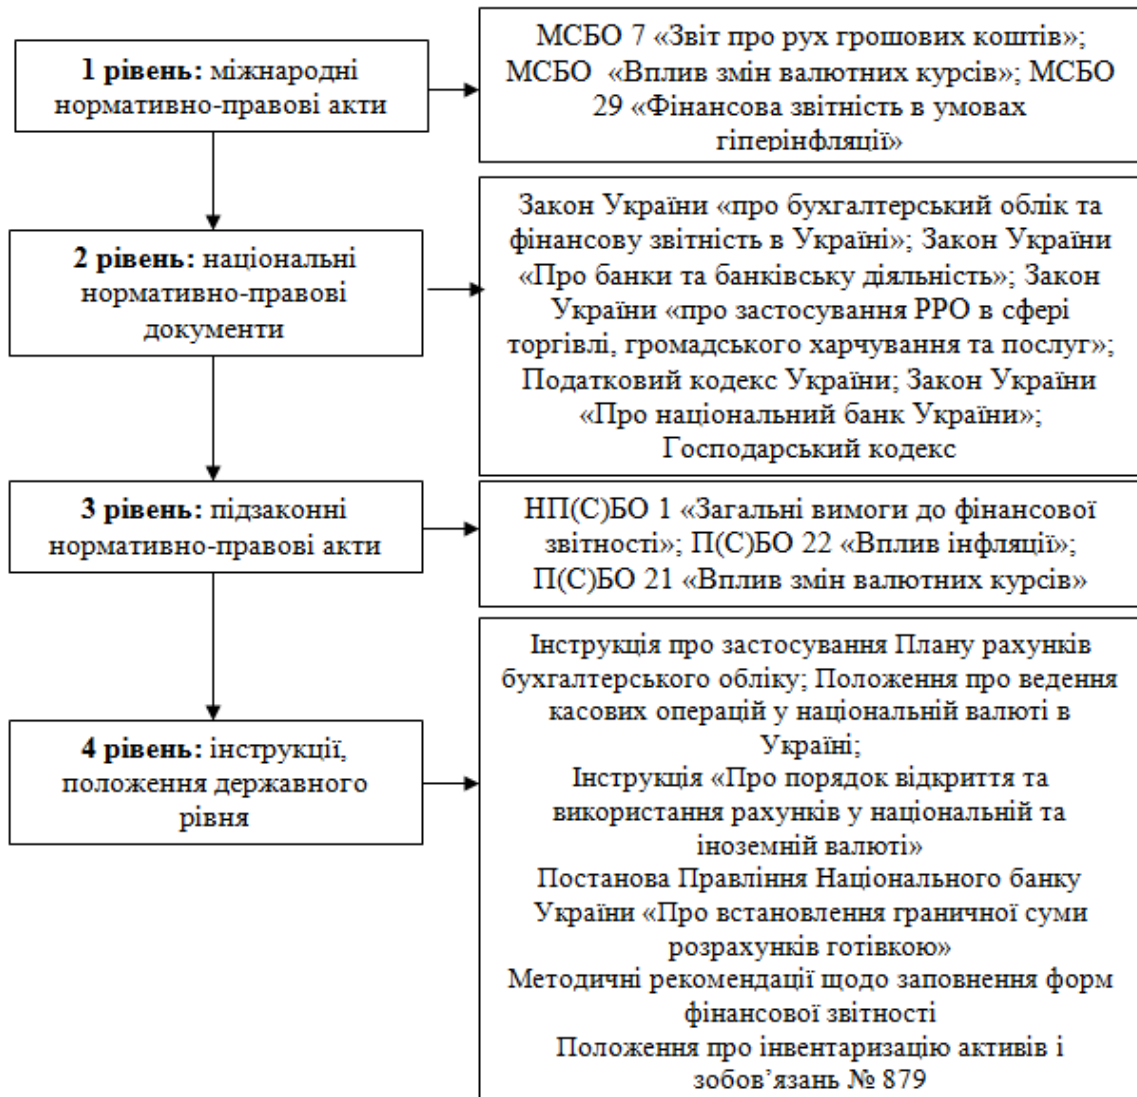 1 рівень: міжнародні
нормативно-правові акти
МСБО 7 «Звіт про рух грошових коштів»;
МСБО «Вплив змін валютних курсів»; МСБО
29 «Фінансова звітність в умовах
гіперінфляції»
2 рівень: національні
нормативно-правові
документи
Закон України «про бухгалтерський облік та
фінансову звітність в Україні»; Закон України
«Про банки та банківську діяльність»; Закон
України «про застосування РРО в сфері
торгівлі, громадського харчування та послуг»;
Податковий кодекс України; Закон України
«Про національний банк України»;
Господарський кодекс
3 рівень: підзаконні
нормативно-правові акти
НП(С)БО 1 «Загальні вимоги до фінансової
звітності»; П(С)БО 22 «Вплив інфляції»;
П(С)БО 21 «Вплив змін валютних курсів»
4 рівень: інструкції,
положення державного
рівня
Інструкція про застосування Плану рахунків
бухгалтерського обліку; Положення про ведення
касових операцій у національній валюті в
Україні;
Інструкція «Про порядок відкриття та
використання рахунків у національній та
іноземній валюті»
Постанова Правління Національного банку
України «Про встановлення граничної суми
розрахунків готівкою»
Методичні рекомендації щодо заповнення форм
фінансової звітності
Положення про інвентаризацію активів і
зобов’язань № 879